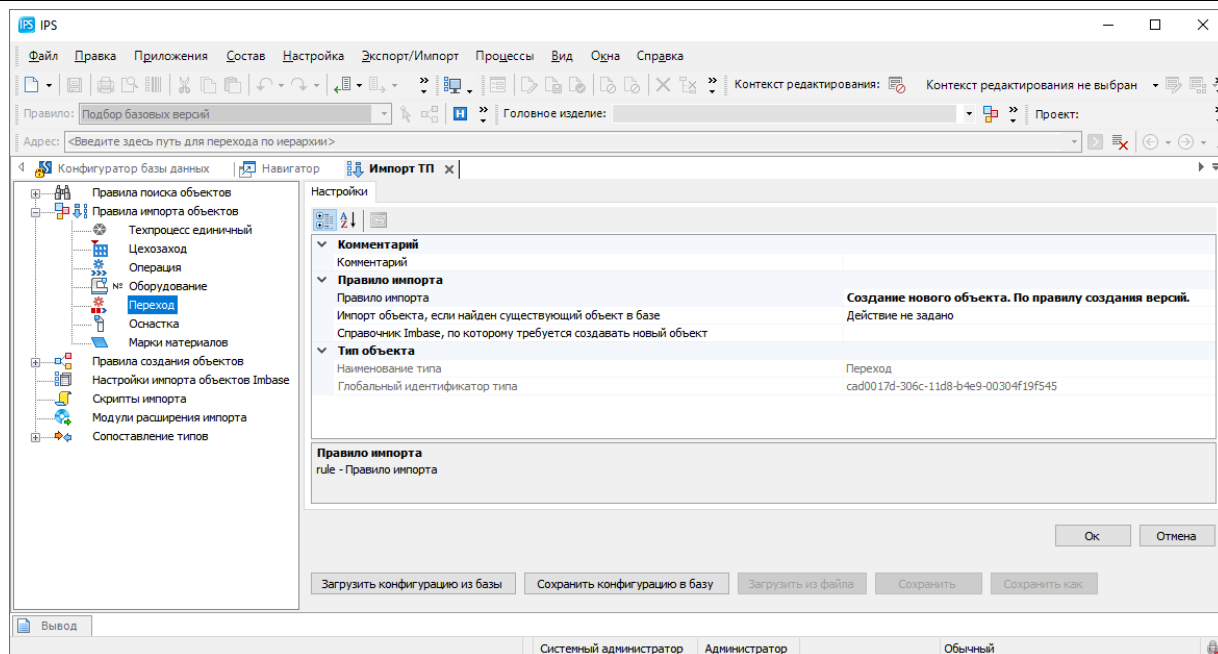 IPS IPS
Файл Правка Приложения Состав Настройка Экспорт/Импорт Процессы Вид Окна Справка
Контекст редактирования: Контекст редактирования не выбран
Правило: Подбор базовых версий H Головное изделие: Проект:
Адрес: <Введите здесь путь для перехода по иерархии>
Конфигуратор базы данных Навигатор Импорт ТП
Правила поиска объектов
Правила импорта объектов
Техпроцесс единичный
Цехозаход
Операция
№ Оборудование
Переход
Оснастка
Марки материалов
Правила создания объектов
Настройки импорта объектов Imbase
Скрипты импорта
Модули расширения импорта
Сопоставление типов
Настройки
Комментарий
Комментарий
Правило импорта
Правило импорта Создание нового объекта. По правилу создания версий.
Импорт объекта, если найден существующий объект в базе Действие не задано
Справочник Imbase, по которому требуется создавать новый объект
Тип объекта
Наименование типа Переход
Глобальный идентификатор типа cad0017d-306c-11d8-b4e9-00304f19f545
Правило импорта
rule - Правило импорта
Ок Отмена
Загрузить конфигурацию из базы Сохранить конфигурацию в базу Загрузить из файла Сохранить Сохранить как
Вывод
Системный администратор Администратор Обычный